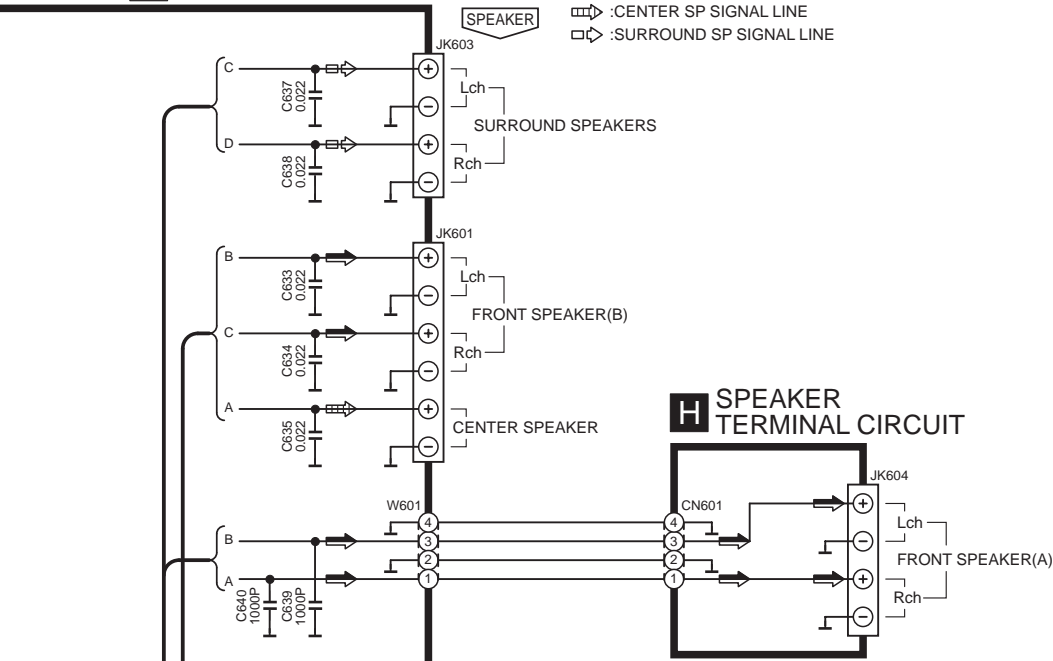 SPEAKER
:CENTER SP SIGNAL LINE
:SURROUND SP SIGNAL LINE
JK603
C
C637
0.022
+
Lch
−
SURROUND SPEAKERS
D
C638
0.022
+
Rch
−
JK601
B
C633
0.022
+
Lch
−
FRONT SPEAKER(B)
C
C634
0.022
+
Rch
−
A
C635
0.022
+
CENTER SPEAKER
−
H SPEAKER
TERMINAL CIRCUIT
JK604
W601
CN601
4
4
+
Lch
B
3
3
−
2
2
FRONT SPEAKER(A)
A
1
1
+
Rch
C640
1000P
C639
1000P
−